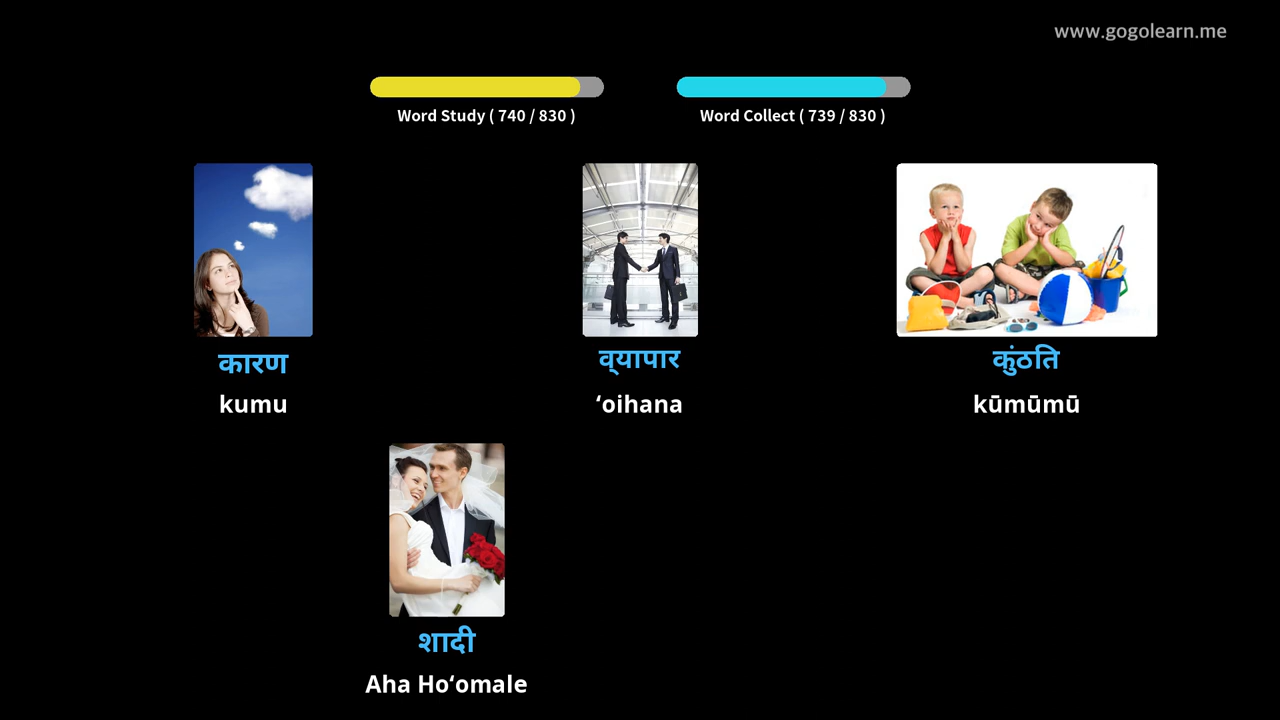 www.gogolearn.me
Word Study ( 740 / 830 )
Word Collect ( 739 / 830 )
कारण
व्यापार
कुंठति
kumu
ʻoihana
kūmūmū
शादी
Aha Hoʻomale